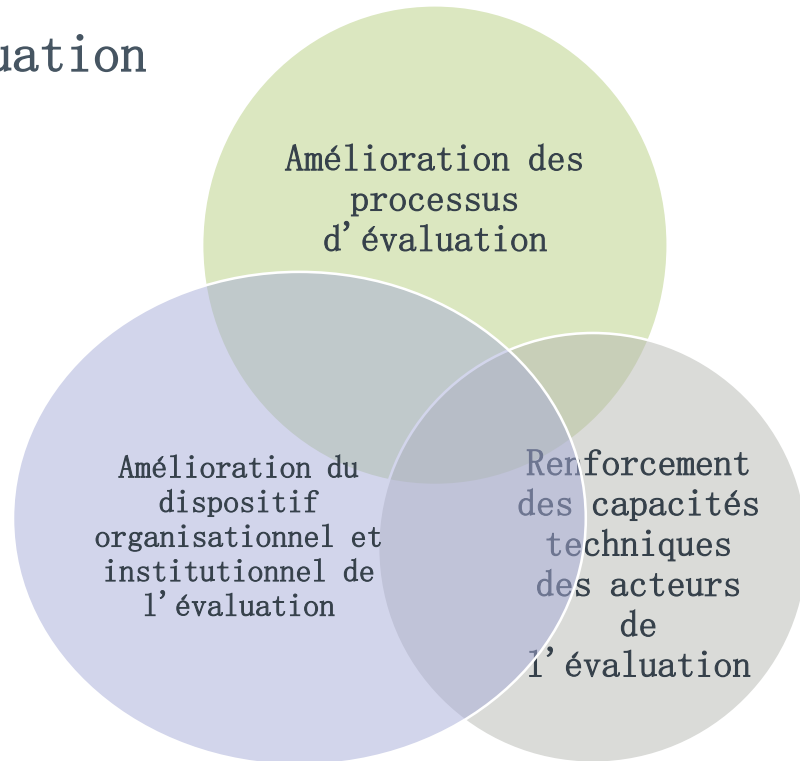 uation
Amélioration des
processus
d'évaluation
Amélioration du
dispositif
organisationnel et
institutionnel de
l'évaluation
Renforcement
des capacités
techniques
des acteurs
de
l'évaluation